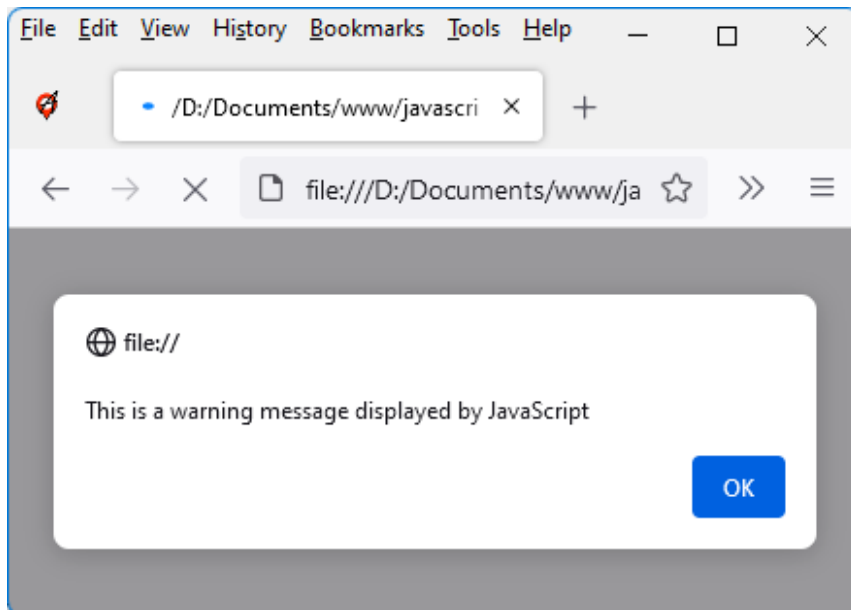 File Edit View History Bookmarks Tools Help
/D:/Documents/www/javascri
file:///D:/Documents/www/ja
file://
This is a warning message displayed by JavaScript
OK